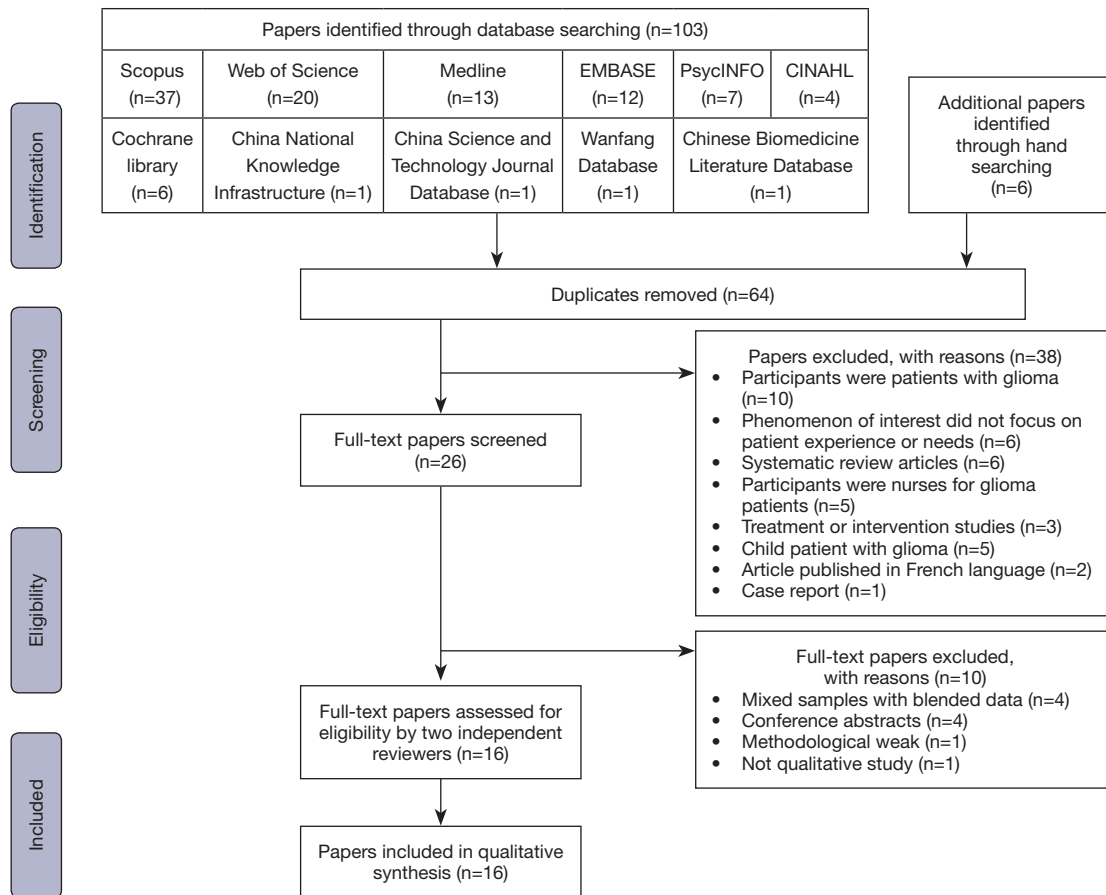 Papers identified through database searching (n=103)
Scopus
(n=37)
Web of Science
(n=20)
Medline
(n=13)
EMBASE
(n=12)
PsycINFO
(n=7)
CINAHL
(n=4)
Cochrane
library
(n=6)
China National
Knowledge
Infrastructure (n=1)
China Science and
Technology Journal
Database (n=1)
Wanfang
Database
(n=1)
Chinese Biomedicine
Literature Database
(n=1)
Additional papers
identified
through hand
searching
(n=6)
Identification
Duplicates removed (n=64)
Screening
Papers excluded, with reasons (n=38)
• Participants were patients with glioma
(n=10)
• Phenomenon of interest did not focus on
patient experience or needs (n=6)
• Systematic review articles (n=6)
• Participants were nurses for glioma
patients (n=5)
• Treatment or intervention studies (n=3)
• Child patient with glioma (n=5)
• Article published in French language (n=2)
• Case report (n=1)
Full-text papers screened
(n=26)
Eligibility
Full-text papers excluded,
with reasons (n=10)
• Mixed samples with blended data (n=4)
• Conference abstracts (n=4)
• Methodological weak (n=1)
• Not qualitative study (n=1)
Full-text papers assessed for
eligibility by two independent
reviewers
(n=16)
Included
Papers included in qualitative
synthesis (n=16)